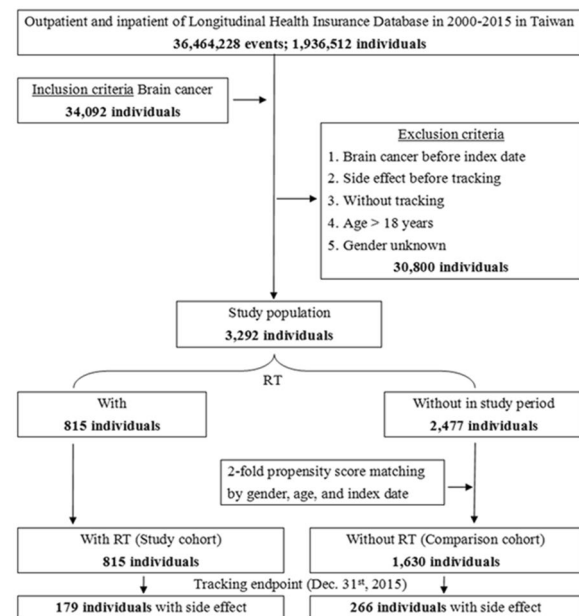 Outpatient and inpatient of Longitudinal Health Insurance Database in 2000-2015 in Taiwan
36,464,228 events; 1,936,512 individuals
Inclusion criteria Brain cancer
34,092 individuals
Exclusion criteria
1. Brain cancer before index date
2. Side effect before tracking
3. Without tracking
4. Age > 18 years
5. Gender unknown
30,800 individuals
Study population
3,292 individuals
RT
With
815 individuals
Without in study period
2,477 individuals
2-fold propensity score matching
by gender, age, and index date
With RT (Study cohort)
815 individuals
Without RT (Comparison cohort)
1,630 individuals
Tracking endpoint (Dec. 31st, 2015)
179 individuals with side effect
266 individuals with side effect